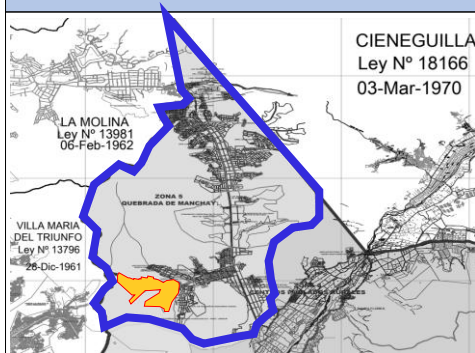 CIENEGUILLA
Ley Nº 18166
03-Mar-1970
LA MOLINA
Ley Nº 13981
06-Feb-1962
ZONA 5
QUEBRADA DE MANCHAY
VILLA MARIA
DEL TRIUNFO
Ley Nº 13796
28-Dic-1961